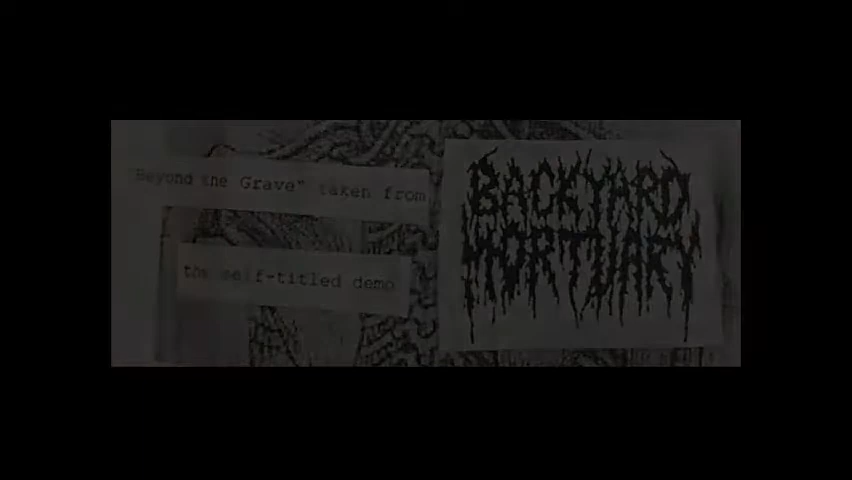 "Beyond the Grave" taken from
the self-titled demo
BACKYARD
MORTUARY